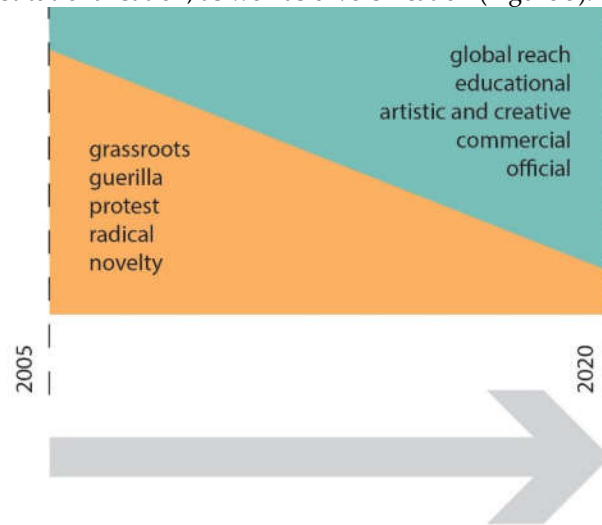 global reach
educational
artistic and creative
commercial
official
grassroots
guerilla
protest
radical
novelty
2005
2020